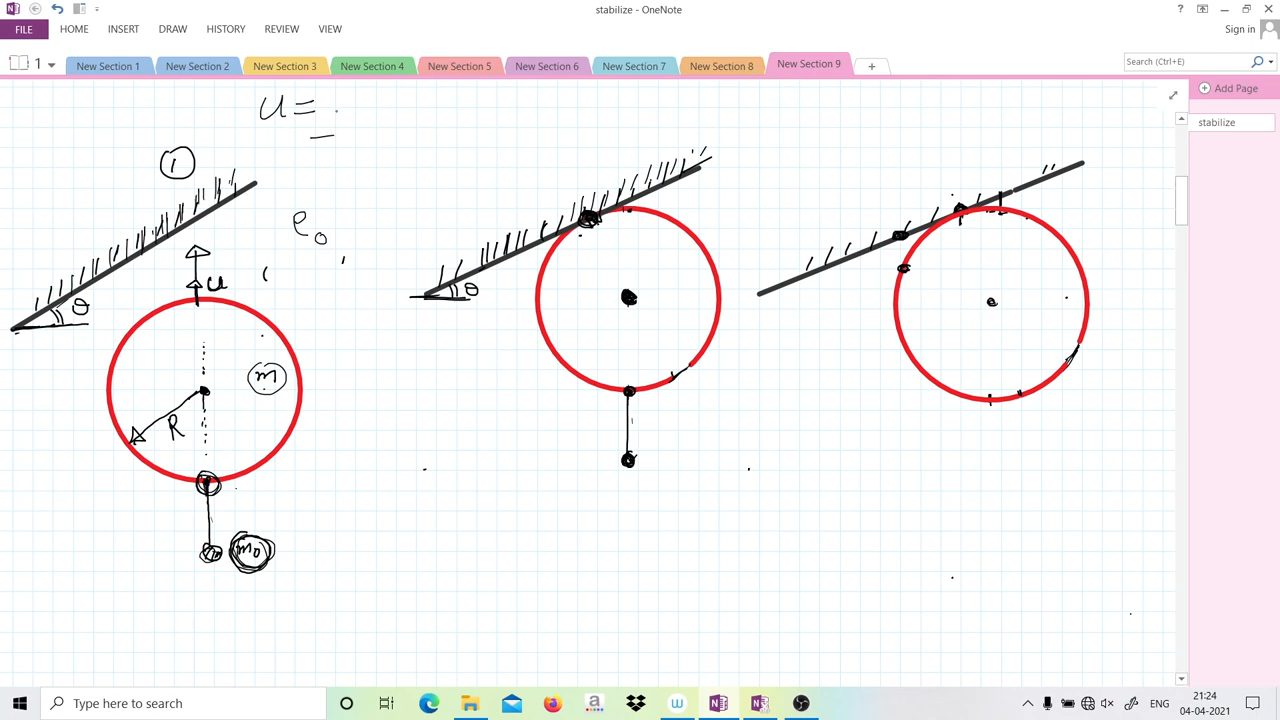 stabilize - OneNote
Sign in
FILE HOME INSERT DRAW HISTORY REVIEW VIEW
1 New Section 1 New Section 2 New Section 3 New Section 4 New Section 5 New Section 6 New Section 7 New Section 8 New Section 9
Search (Ctrl+E)
Add Page
stabilize
u =
1
θ
u
m
R
m₀
θ
Type here to search
ENG
21:24
04-04-2021